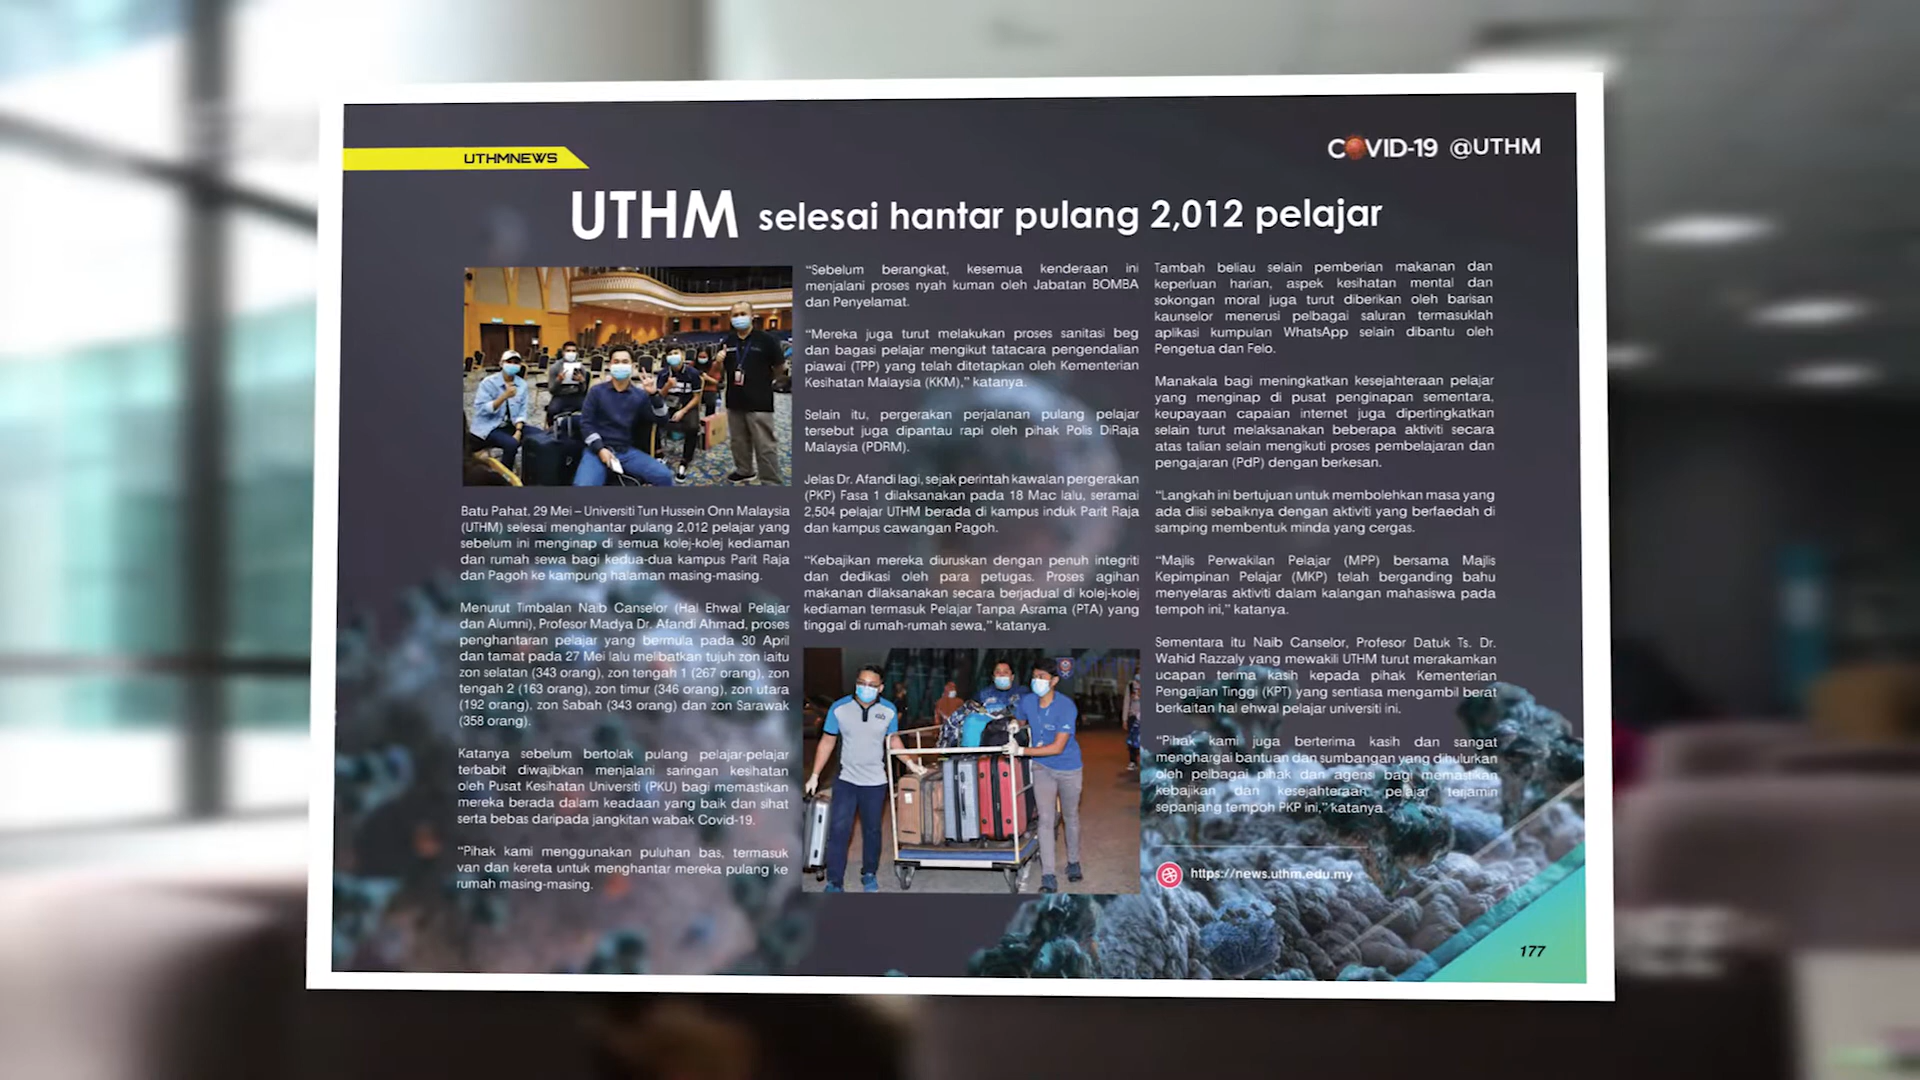 UTHMNEWS
COVID-19 @UTHM
UTHM selesai hantar pulang 2,012 pelajar
Batu Pahat, 29 Mei – Universiti Tun Hussein Onn Malaysia
(UTHM) selesai menghantar pulang 2,012 pelajar yang
sebelum ini menginap di semua kolej-kolej kediaman
dan rumah sewa bagi kedua-dua kampus Parit Raja
dan Pagoh ke kampung halaman masing-masing.
Menurut Timbalan Naib Canselor (Hal Ehwal Pelajar
dan Alumni), Profesor Madya Dr. Afandi Ahmad, proses
penghantaran pelajar yang bermula pada 30 April
dan tamat pada 27 Mei lalu melibatkan tujuh zon iaitu
zon selatan (343 orang), zon tengah 1 (267 orang), zon
tengah 2 (163 orang), zon timur (346 orang), zon utara
(192 orang), zon Sabah (343 orang) dan zon Sarawak
(358 orang).
Katanya sebelum bertolak pulang pelajar-pelajar
terbabit diwajibkan menjalani saringan kesihatan
oleh Pusat Kesihatan Universiti (PKU) bagi memastikan
mereka berada dalam keadaan yang baik dan sihat
serta bebas daripada jangkitan wabak Covid-19.
“Pihak kami menggunakan puluhan bas, termasuk
van dan kereta untuk menghantar mereka pulang ke
rumah masing-masing.
“Sebelum berangkat, kesemua kenderaan ini
menjalani proses nyah kuman oleh Jabatan BOMBA
dan Penyelamat.
“Mereka juga turut melakukan proses sanitasi beg
dan bagasi pelajar mengikut tatacara pengendalian
piawai (TPP) yang telah ditetapkan oleh Kementerian
Kesihatan Malaysia (KKM),” katanya.
Selain itu, pergerakan perjalanan pulang pelajar
tersebut juga dipantau rapi oleh pihak Polis DiRaja
Malaysia (PDRM).
Jelas Dr. Afandi lagi, sejak perintah kawalan pergerakan
(PKP) Fasa 1 dilaksanakan pada 18 Mac lalu, seramai
2,504 pelajar UTHM berada di kampus induk Parit Raja
dan kampus cawangan Pagoh.
“Kebajikan mereka diuruskan dengan penuh integriti
dan dedikasi oleh para petugas. Proses agihan
makanan dilaksanakan secara berjadual di kolej-kolej
kediaman termasuk Pelajar Tanpa Asrama (PTA) yang
tinggal di rumah-rumah sewa,” katanya.
Tambah beliau selain pemberian makanan dan
keperluan harian, aspek kesihatan mental dan
sokongan moral juga turut diberikan oleh barisan
kaunselor menerusi pelbagai saluran termasuklah
aplikasi kumpulan WhatsApp selain dibantu oleh
Pengetua dan Felo.
Manakala bagi meningkatkan kesejahteraan pelajar
yang menginap di pusat penginapan sementara,
keupayaan capaian internet juga dipertingkatkan
selain turut melaksanakan beberapa aktiviti secara
atas talian selain mengikuti proses pembelajaran dan
pengajaran (PdP) dengan berkesan.
“Langkah ini bertujuan untuk membolehkan masa yang
ada diisi sebaiknya dengan aktiviti yang berfaedah di
samping membentuk minda yang cergas.
“Majlis Perwakilan Pelajar (MPP) bersama Majlis
Kepimpinan Pelajar (MKP) telah berganding bahu
menyelaras aktiviti dalam kalangan mahasiswa pada
tempoh ini,” katanya.
Sementara itu Naib Canselor, Profesor Datuk Ts. Dr.
Wahid Razzaly yang mewakili UTHM turut merakamkan
ucapan terima kasih kepada pihak Kementerian
Pengajian Tinggi (KPT) yang sentiasa mengambil berat
berkaitan hal ehwal pelajar universiti ini.
“Pihak kami juga berterima kasih dan sangat
menghargai bantuan dan sumbangan yang dihulurkan
oleh pelbagai pihak dan agensi bagi memastikan
kebajikan dan kesejahteraan pelajar terjamin
sepanjang tempoh PKP ini,” katanya.
https://news.uthm.edu.my
177